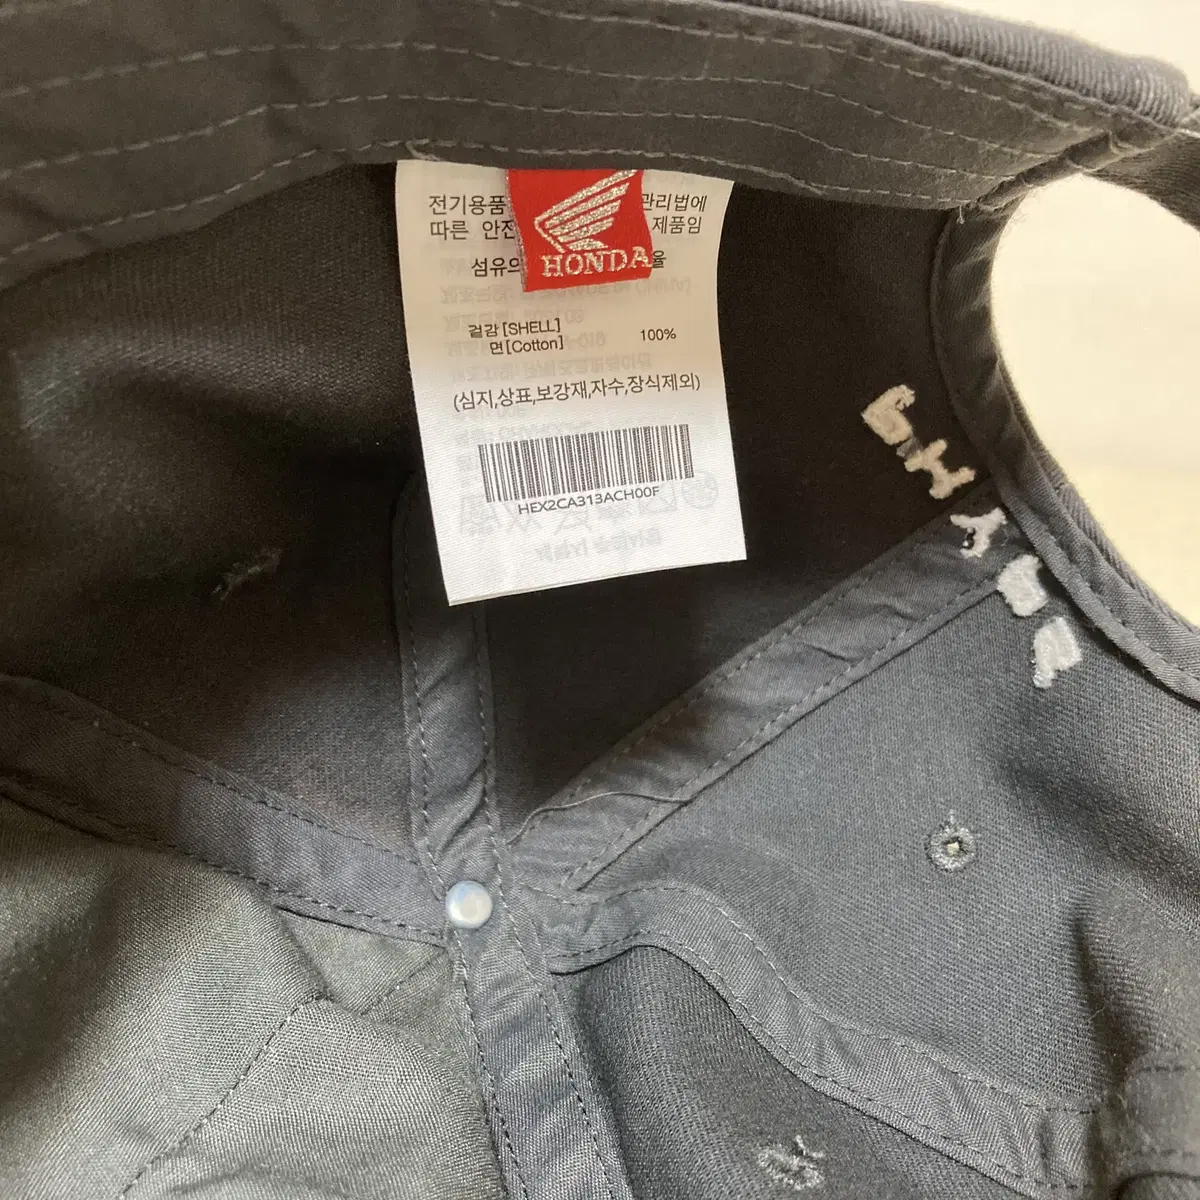 전기용품 관리법에
따른 안전 제품임
HONDA
섬유의 율
겉감 [SHELL]
면[Cotton] 100%
(심지,상표,보강재,자수,장식제외)
HEX2CA313ACH00F